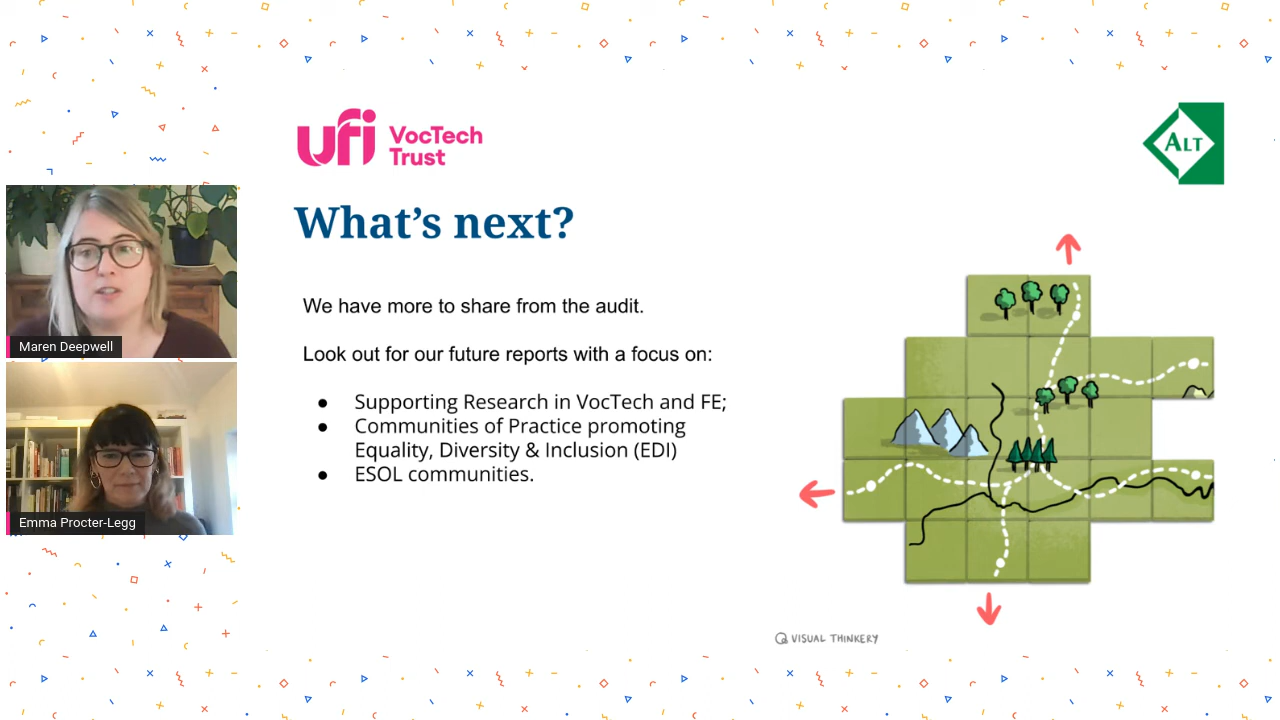 ufi VocTech
Trust
ALT
What's next?
We have more to share from the audit.
Look out for our future reports with a focus on:
● Supporting Research in VocTech and FE;
● Communities of Practice promoting
Equality, Diversity & Inclusion (EDI)
● ESOL communities.
Maren Deepwell
Emma Procter-Legg
VISUAL THINKERY